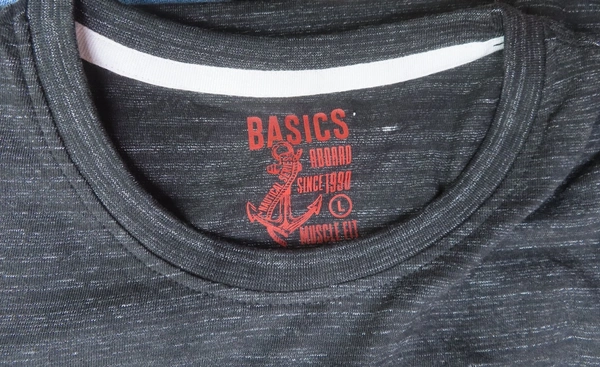 BASICS
ABOARD
SINCE 1990
L
MUSCLE FIT